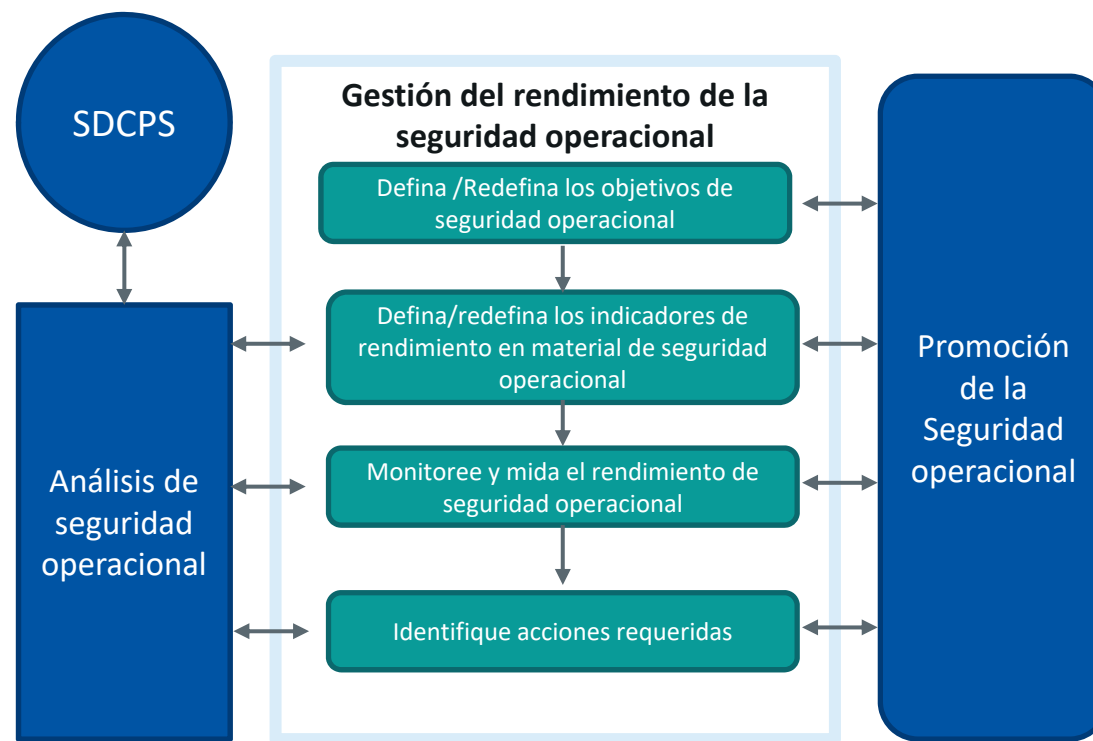 SDCPS
Gestión del rendimiento de la
seguridad operacional
Defina /Redefina los objetivos de
seguridad operacional
Defina/redefina los indicadores de
rendimiento en material de seguridad
operacional
Monitoree y mida el rendimiento de
seguridad operacional
Identifique acciones requeridas
Análisis de
seguridad
operacional
Promoción
de la
Seguridad
operacional